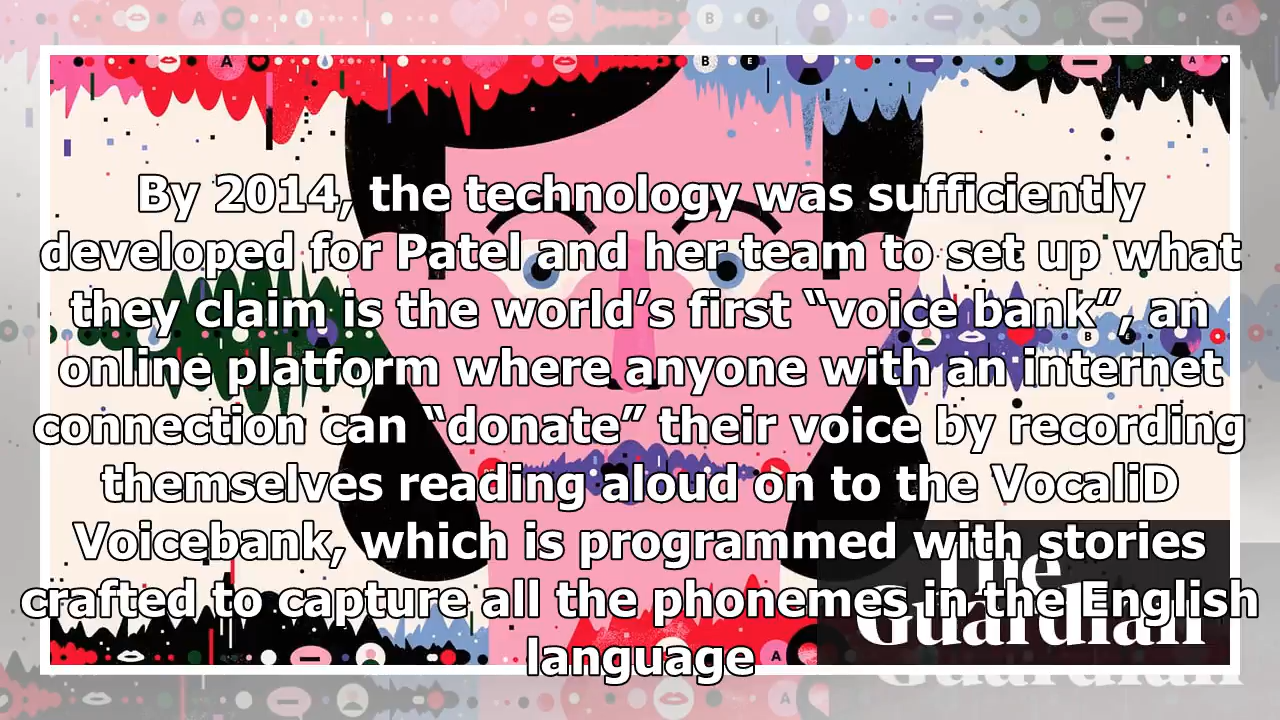 By 2014, the technology was sufficiently
developed for Patel and her team to set up what
they claim is the world’s first “voice bank”, an
online platform where anyone with an internet
connection can “donate” their voice by recording
themselves reading aloud on to the VocaliD
Voicebank, which is programmed with stories
crafted to capture all the phonemes in the English
language
The
Guardian